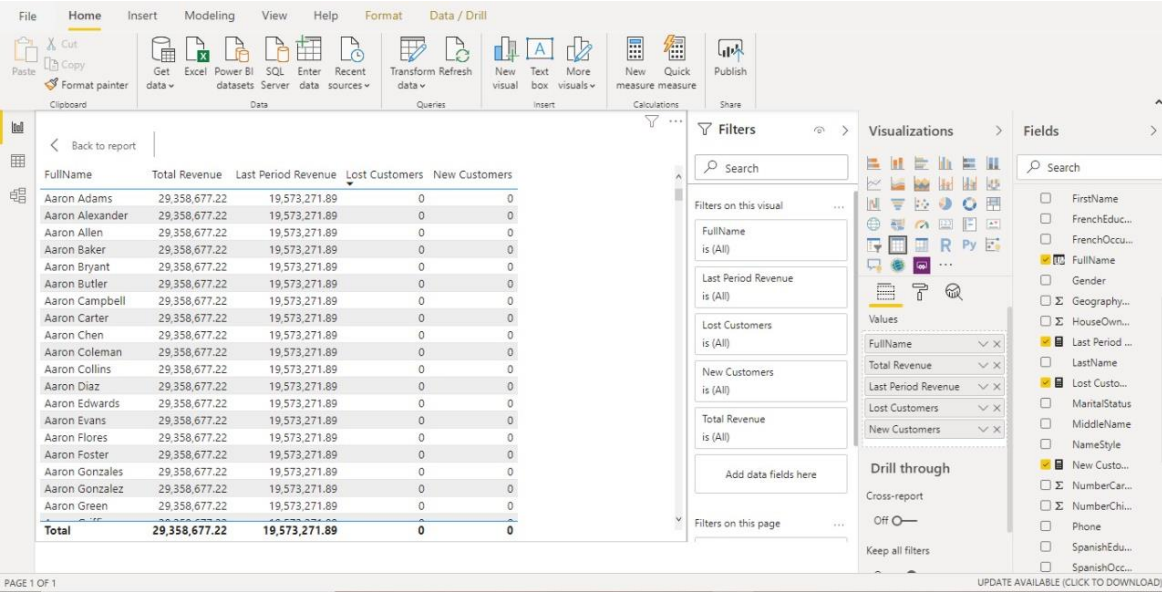 File Home Insert Modeling View Help Format Data / Drill
Paste Cut Copy Format painter
Get data Excel Power BI datasets SQL Server Enter data Recent sources Transform data Refresh New visual Text box More visuals New measure Quick measure Publish
Clipboard Data Queries Insert Calculations Share
Back to report
FullName Total Revenue Last Period Revenue Lost Customers New Customers
Aaron Adams 29,358,677.22 19,573,271.89 0 0
Aaron Alexander 29,358,677.22 19,573,271.89 0 0
Aaron Allen 29,358,677.22 19,573,271.89 0 0
Aaron Baker 29,358,677.22 19,573,271.89 0 0
Aaron Bryant 29,358,677.22 19,573,271.89 0 0
Aaron Butler 29,358,677.22 19,573,271.89 0 0
Aaron Campbell 29,358,677.22 19,573,271.89 0 0
Aaron Carter 29,358,677.22 19,573,271.89 0 0
Aaron Chen 29,358,677.22 19,573,271.89 0 0
Aaron Coleman 29,358,677.22 19,573,271.89 0 0
Aaron Collins 29,358,677.22 19,573,271.89 0 0
Aaron Diaz 29,358,677.22 19,573,271.89 0 0
Aaron Edwards 29,358,677.22 19,573,271.89 0 0
Aaron Evans 29,358,677.22 19,573,271.89 0 0
Aaron Flores 29,358,677.22 19,573,271.89 0 0
Aaron Foster 29,358,677.22 19,573,271.89 0 0
Aaron Gonzales 29,358,677.22 19,573,271.89 0 0
Aaron Gonzalez 29,358,677.22 19,573,271.89 0 0
Aaron Green 29,358,677.22 19,573,271.89 0 0
Total 29,358,677.22 19,573,271.89 0 0
Filters
Search
Filters on this visual
FullName
is (All)
Last Period Revenue
is (All)
Lost Customers
is (All)
New Customers
is (All)
Total Revenue
is (All)
Add data fields here
Filters on this page
Visualizations
R Py
Values
FullName
Total Revenue
Last Period Revenue
Lost Customers
New Customers
Drill through
Cross-report
Off
Keep all filters
Fields
Search
FirstName
FrenchEduc...
FrenchOccu...
FullName
Gender
Σ Geography...
Σ HouseOwn...
Last Period ...
LastName
Lost Custo...
MaritalStatus
MiddleName
NameStyle
New Custo...
Σ NumberCar...
Σ NumberChi...
Phone
SpanishEdu...
SpanishOcc...
PAGE 1 OF 1 UPDATE AVAILABLE (CLICK TO DOWNLOAD)